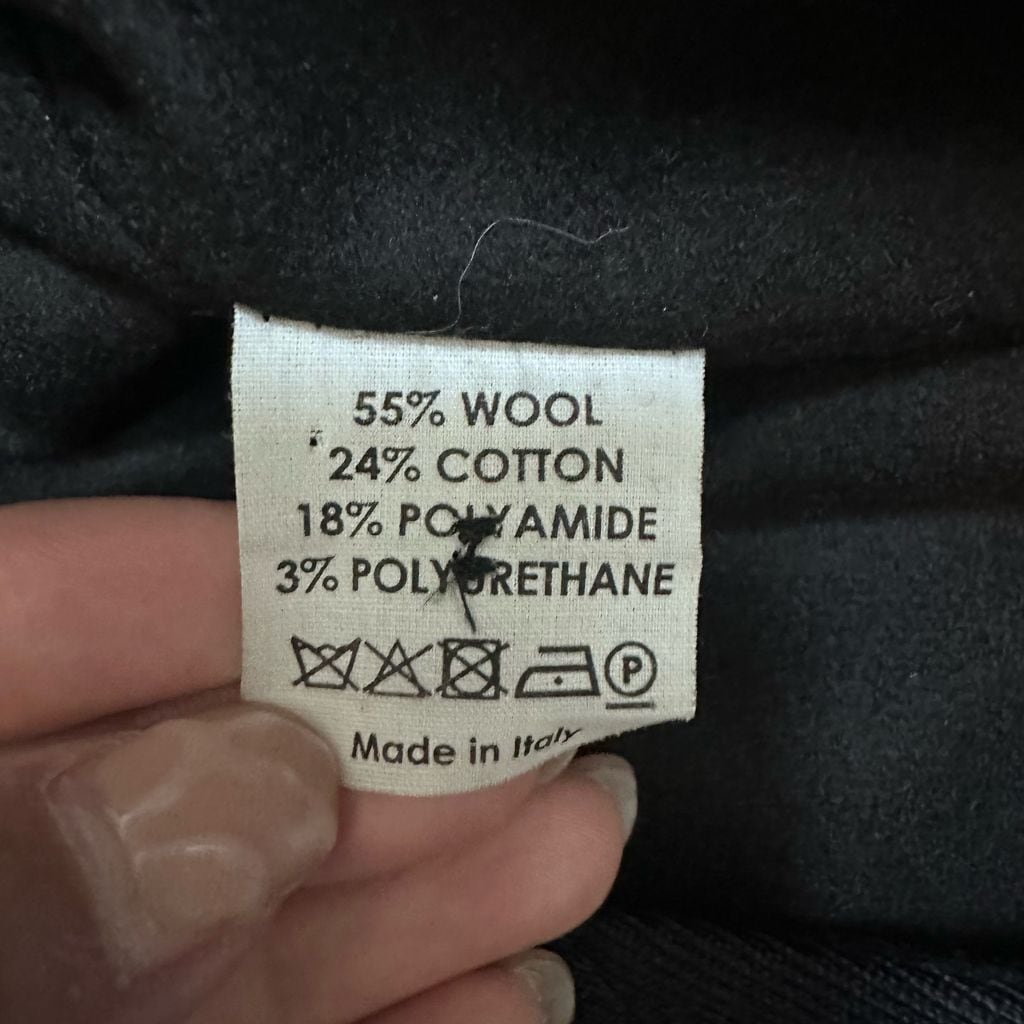 55% WOOL
24% COTTON
18% POLYAMIDE
3% POLYURETHANE
P
Made in Italy